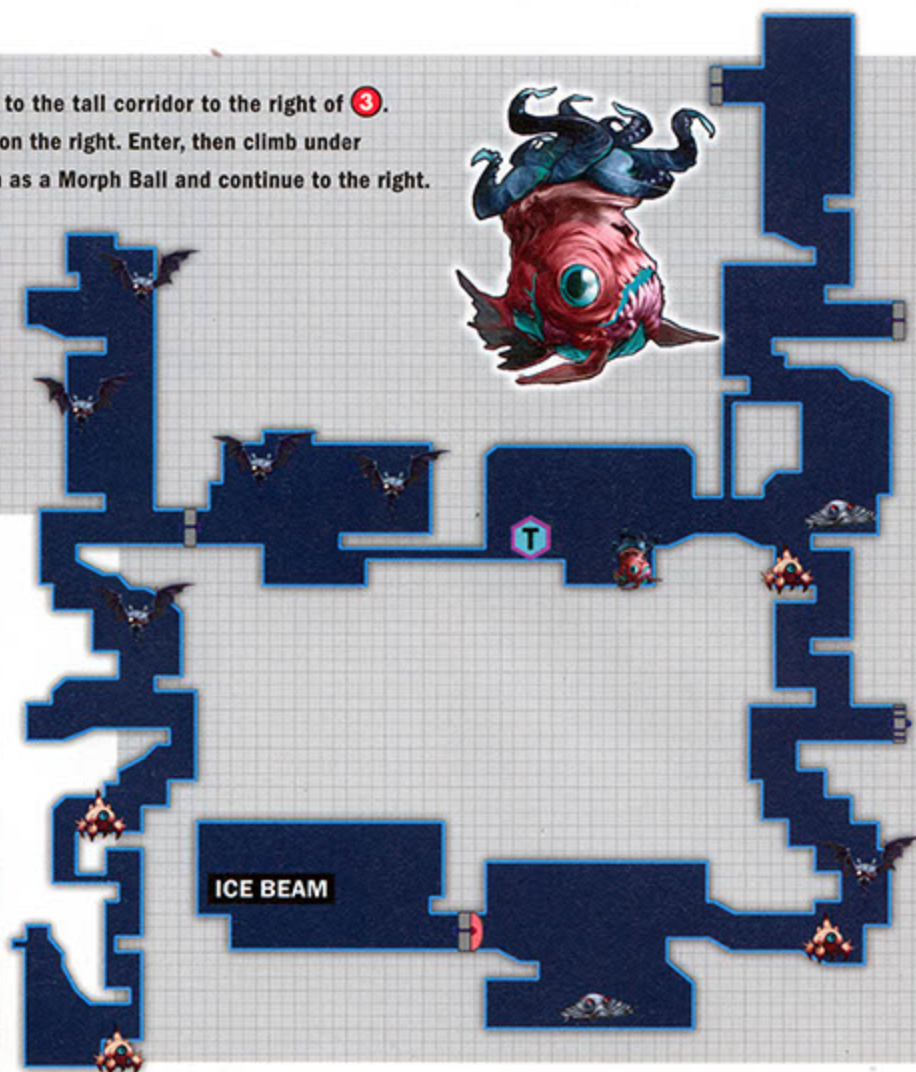 to the tall corridor to the right of 3.
on the right. Enter, then climb under
as a Morph Ball and continue to the right.
T
ICE BEAM